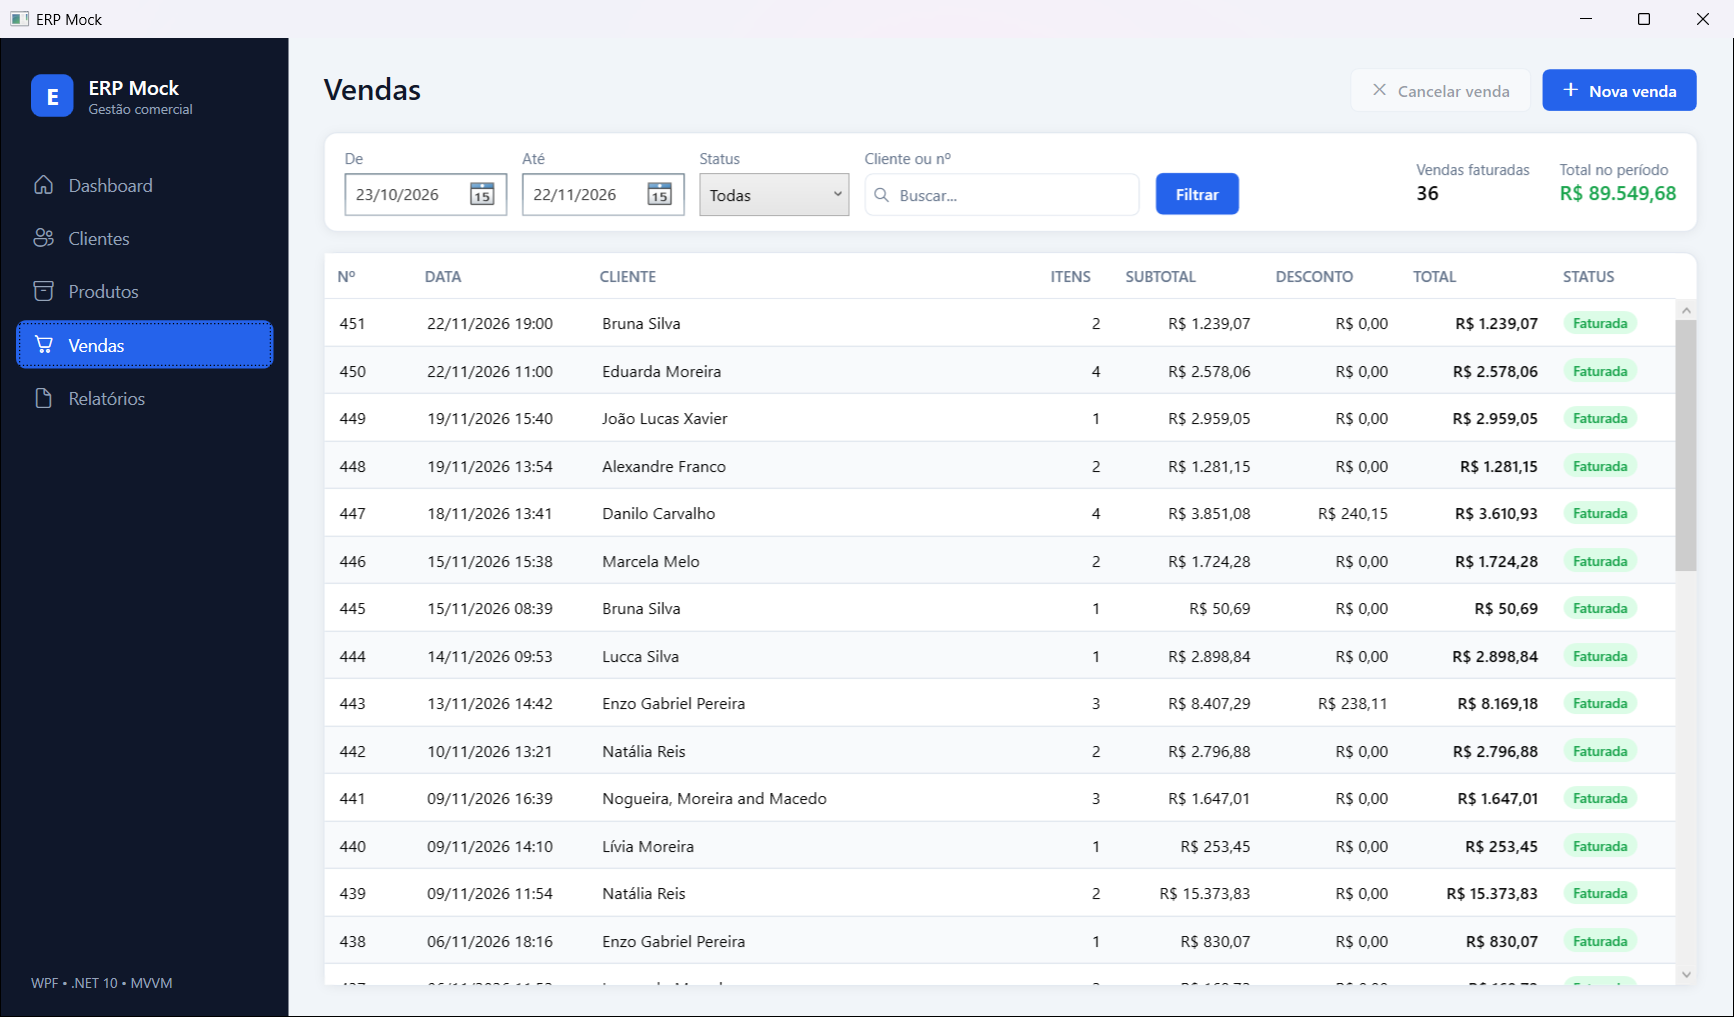 ERP Mock
E
ERP Mock
Gestão comercial
Dashboard
Clientes
Produtos
Vendas
Relatórios
WPF • .NET 10 • MVVM
Vendas
Cancelar venda
Nova venda
De
Até
Status
Cliente ou nº
23/10/2026
15
22/11/2026
15
Todas
Buscar...
Filtrar
Vendas faturadas
36
Total no período
R$ 89.549,68
Nº DATA CLIENTE ITENS SUBTOTAL DESCONTO TOTAL STATUS
451 22/11/2026 19:00 Bruna Silva 2 R$ 1.239,07 R$ 0,00 R$ 1.239,07 Faturada
450 22/11/2026 11:00 Eduarda Moreira 4 R$ 2.578,06 R$ 0,00 R$ 2.578,06 Faturada
449 19/11/2026 15:40 João Lucas Xavier 1 R$ 2.959,05 R$ 0,00 R$ 2.959,05 Faturada
448 19/11/2026 13:54 Alexandre Franco 2 R$ 1.281,15 R$ 0,00 R$ 1.281,15 Faturada
447 18/11/2026 13:41 Danilo Carvalho 4 R$ 3.851,08 R$ 240,15 R$ 3.610,93 Faturada
446 15/11/2026 15:38 Marcela Melo 2 R$ 1.724,28 R$ 0,00 R$ 1.724,28 Faturada
445 15/11/2026 08:39 Bruna Silva 1 R$ 50,69 R$ 0,00 R$ 50,69 Faturada
444 14/11/2026 09:53 Lucca Silva 1 R$ 2.898,84 R$ 0,00 R$ 2.898,84 Faturada
443 13/11/2026 14:42 Enzo Gabriel Pereira 3 R$ 8.407,29 R$ 238,11 R$ 8.169,18 Faturada
442 10/11/2026 13:21 Natália Reis 2 R$ 2.796,88 R$ 0,00 R$ 2.796,88 Faturada
441 09/11/2026 16:39 Nogueira, Moreira and Macedo 3 R$ 1.647,01 R$ 0,00 R$ 1.647,01 Faturada
440 09/11/2026 14:10 Lívia Moreira 1 R$ 253,45 R$ 0,00 R$ 253,45 Faturada
439 09/11/2026 11:54 Natália Reis 2 R$ 15.373,83 R$ 0,00 R$ 15.373,83 Faturada
438 06/11/2026 18:16 Enzo Gabriel Pereira 1 R$ 830,07 R$ 0,00 R$ 830,07 Faturada